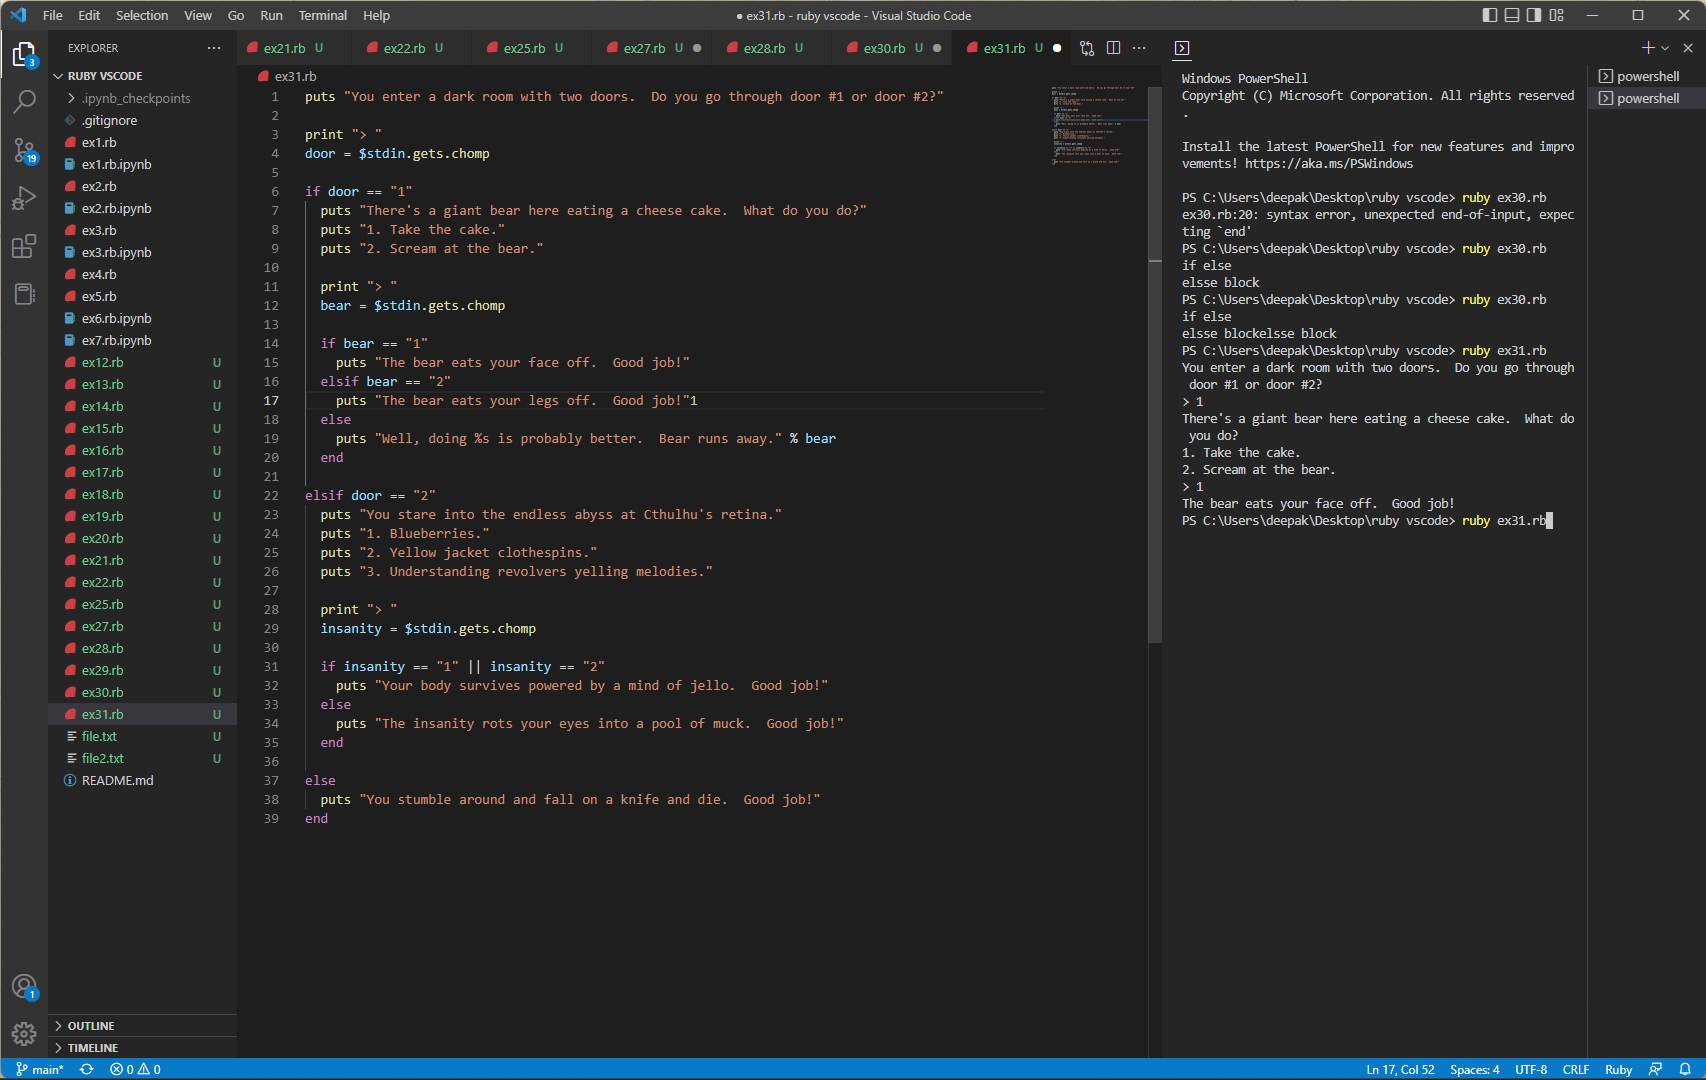 File Edit Selection View Go Run Terminal Help
● ex31.rb - ruby vscode - Visual Studio Code
EXPLORER ···
ex21.rb U
ex22.rb U
ex25.rb U
ex27.rb U ●
ex28.rb U
ex30.rb U ●
ex31.rb U ●
RUBY VSCODE
.ipynb_checkpoints
.gitignore
ex1.rb
ex1.rb.ipynb
ex2.rb
ex2.rb.ipynb
ex3.rb
ex3.rb.ipynb
ex4.rb
ex5.rb
ex6.rb.ipynb
ex7.rb.ipynb
ex12.rb U
ex13.rb U
ex14.rb U
ex15.rb U
ex16.rb U
ex17.rb U
ex18.rb U
ex19.rb U
ex20.rb U
ex21.rb U
ex22.rb U
ex25.rb U
ex27.rb U
ex28.rb U
ex29.rb U
ex30.rb U
ex31.rb U
file.txt U
file2.txt U
README.md
OUTLINE
TIMELINE
3
19
1
ex31.rb
1 puts "You enter a dark room with two doors.  Do you go through door #1 or door #2?"
2
3 print "> "
4 door = $stdin.gets.chomp
5
6 if door == "1"
7   puts "There's a giant bear here eating a cheese cake.  What do you do?"
8   puts "1. Take the cake."
9   puts "2. Scream at the bear."
10
11   print "> "
12   bear = $stdin.gets.chomp
13
14   if bear == "1"
15     puts "The bear eats your face off.  Good job!"
16   elsif bear == "2"
17     puts "The bear eats your legs off.  Good job!"1
18   else
19     puts "Well, doing %s is probably better.  Bear runs away." % bear
20   end
21
22 elsif door == "2"
23   puts "You stare into the endless abyss at Cthulhu's retina."
24   puts "1. Blueberries."
25   puts "2. Yellow jacket clothespins."
26   puts "3. Understanding revolvers yelling melodies."
27
28   print "> "
29   insanity = $stdin.gets.chomp
30
31   if insanity == "1" || insanity == "2"
32     puts "Your body survives powered by a mind of jello.  Good job!"
33   else
34     puts "The insanity rots your eyes into a pool of muck.  Good job!"
35   end
36
37 else
38   puts "You stumble around and fall on a knife and die.  Good job!"
39 end
Windows PowerShell
Copyright (C) Microsoft Corporation. All rights reserved
.
Install the latest PowerShell for new features and impro
vements! https://aka.ms/PSWindows
PS C:\Users\deepak\Desktop\ruby vscode> ruby ex30.rb
ex30.rb:20: syntax error, unexpected end-of-input, expec
ting `end'
PS C:\Users\deepak\Desktop\ruby vscode> ruby ex30.rb
if else
elsse block
PS C:\Users\deepak\Desktop\ruby vscode> ruby ex30.rb
if else
elsse blockelsse block
PS C:\Users\deepak\Desktop\ruby vscode> ruby ex31.rb
You enter a dark room with two doors.  Do you go through
 door #1 or door #2?
> 1
There's a giant bear here eating a cheese cake.  What do
 you do?
1. Take the cake.
2. Scream at the bear.
> 1
The bear eats your face off.  Good job!
PS C:\Users\deepak\Desktop\ruby vscode> ruby ex31.rb
powershell
powershell
main* 0 0
Ln 17, Col 52 Spaces: 4 UTF-8 CRLF Ruby